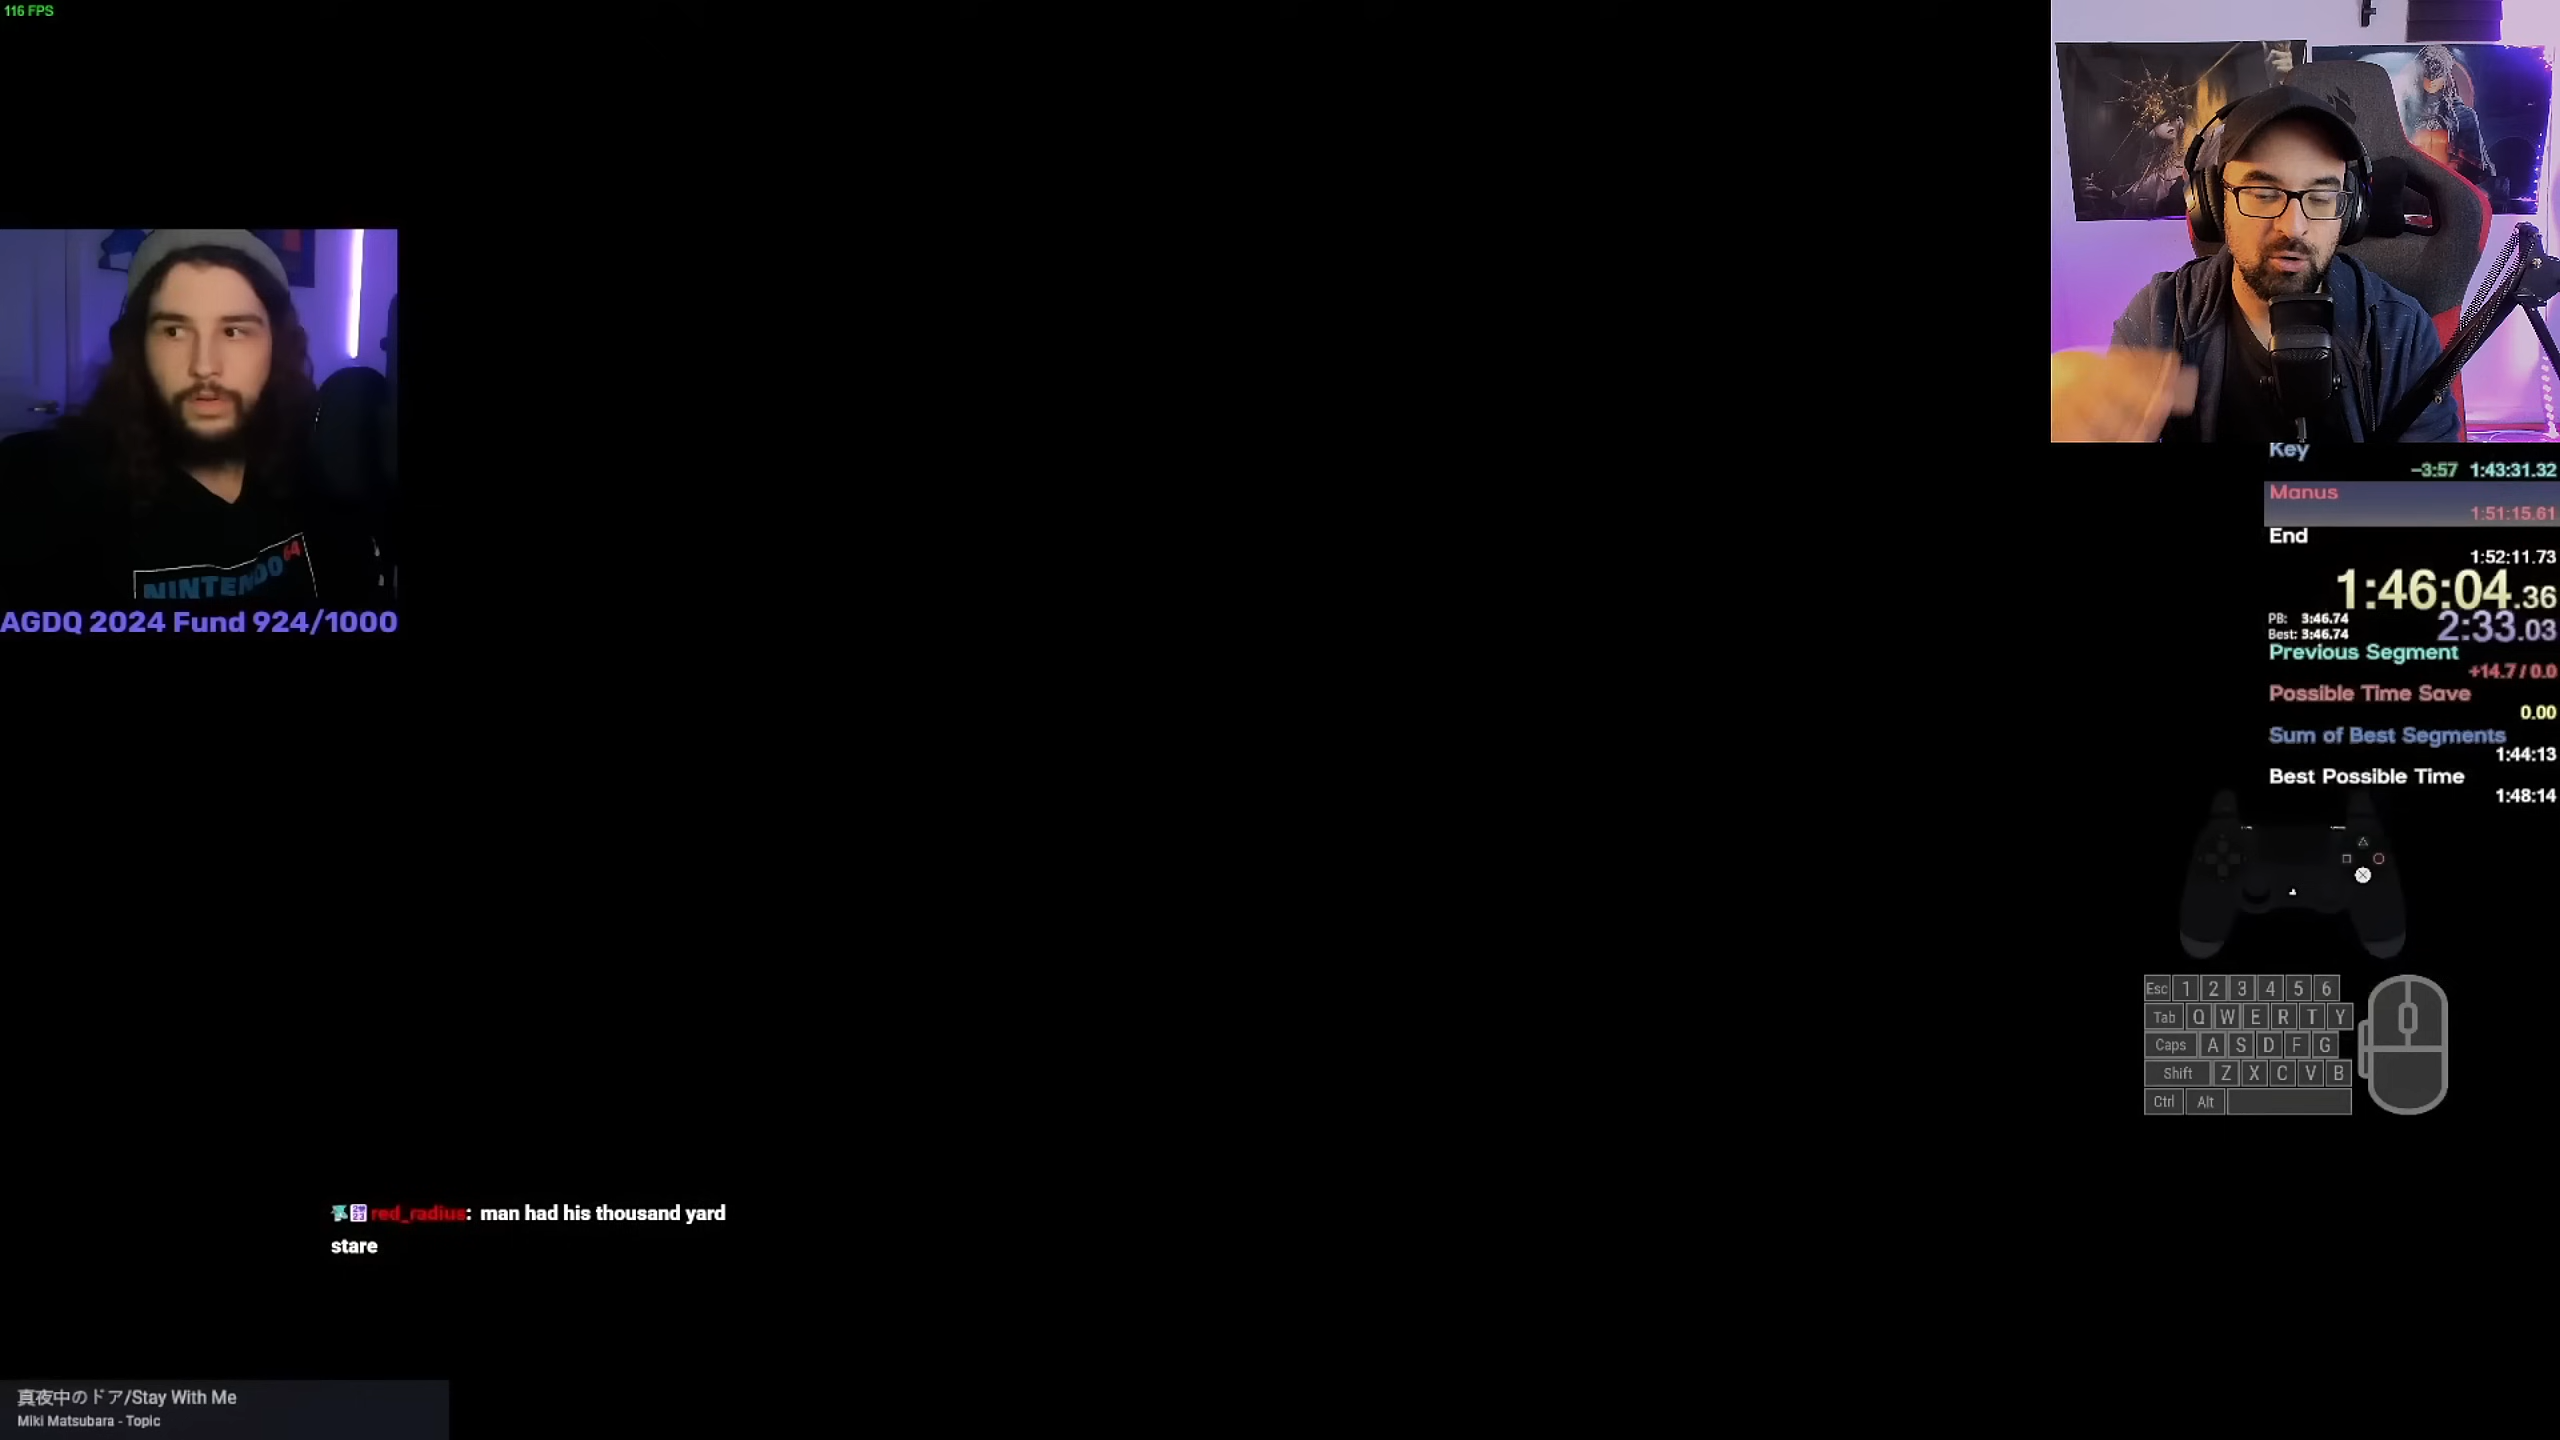 116 FPS
NINTENDO 64
AGDQ 2024 Fund 924/1000
Key
−3:57 1:43:31.32
Manus
1:51:15.61
End
1:52:11.73
1:46:04.36
PB: 3:46.74
Best: 3:46.74
2:33.03
Previous Segment
+14.7 / 0.0
Possible Time Save
0.00
Sum of Best Segments
1:44:13
Best Possible Time
1:48:14
Esc 1 2 3 4 5 6
Tab Q W E R T Y
Caps A S D F G
Shift Z X C V B
Ctrl Alt
red_radius: man had his thousand yard
stare
真夜中のドア/Stay With Me
Miki Matsubara - Topic